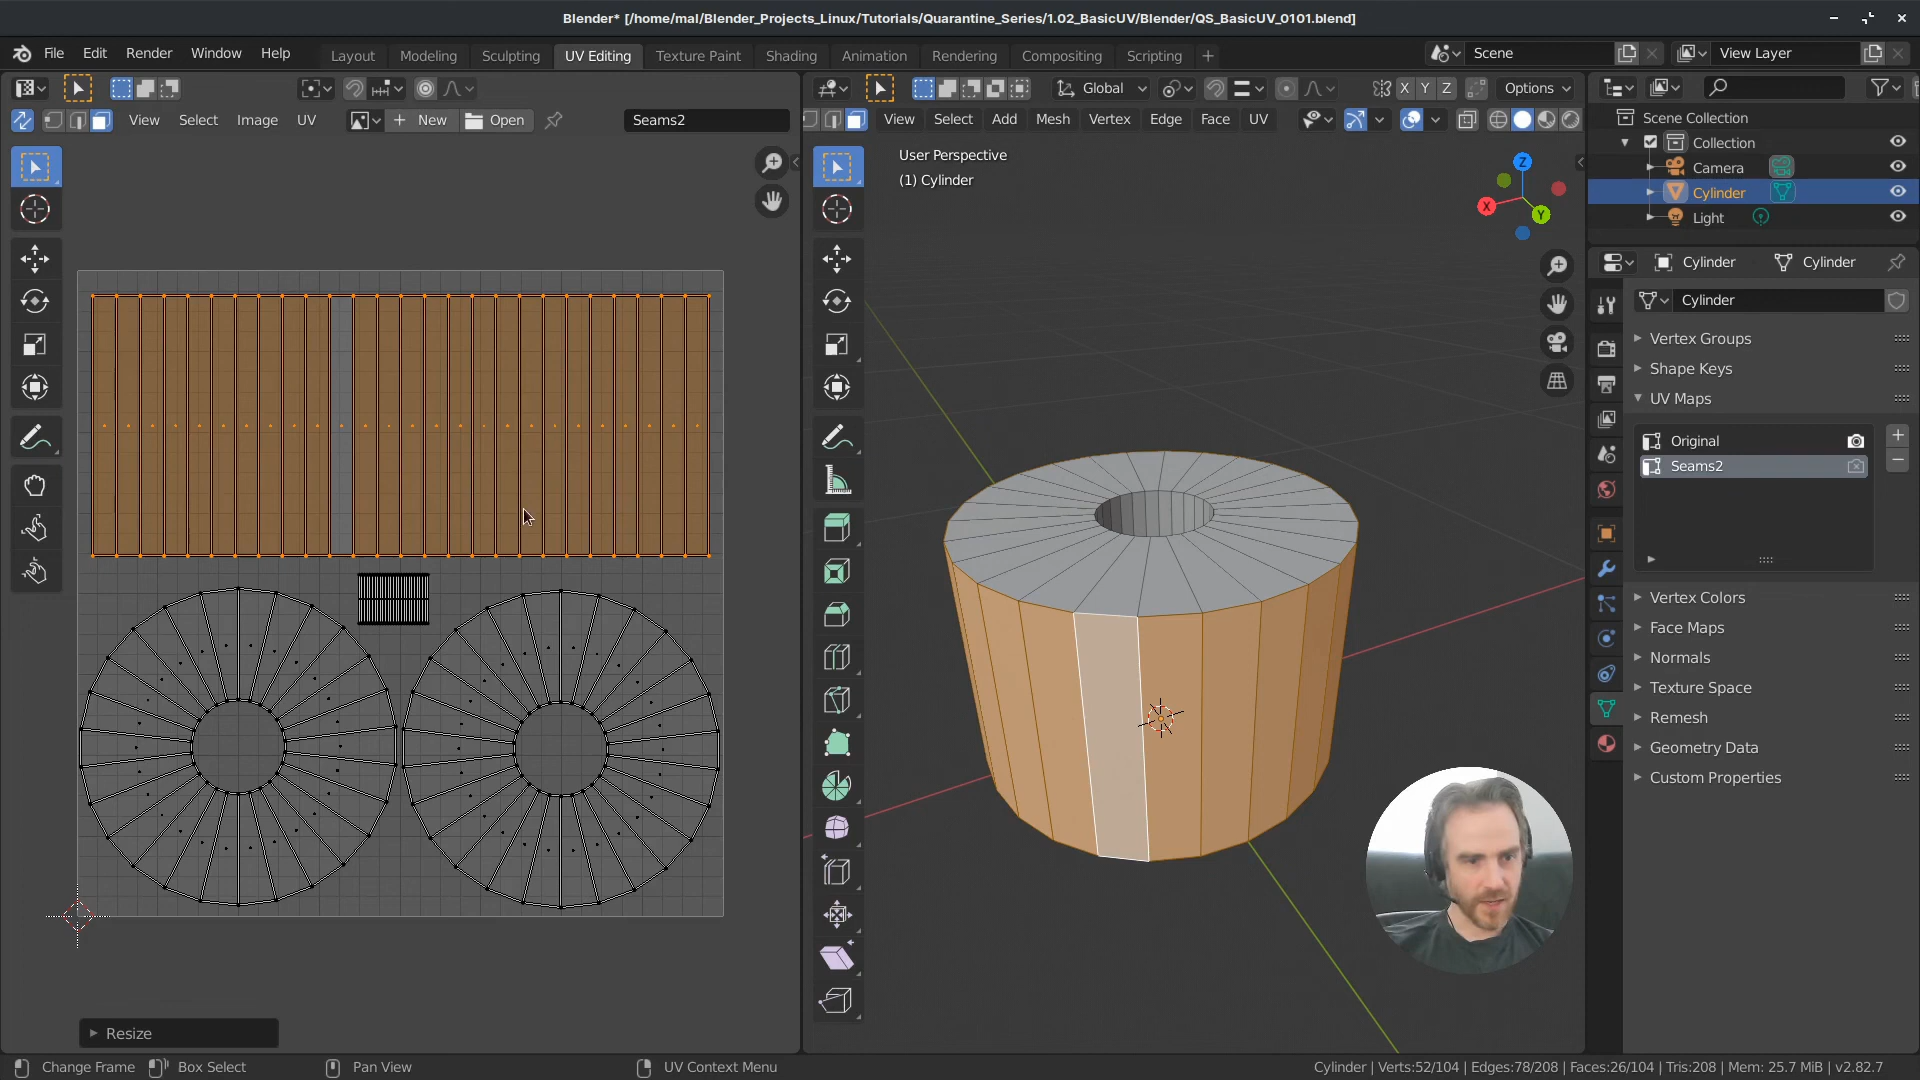 Blender* [/home/mal/Blender_Projects_Linux/Tutorials/Quarantine_Series/1.02_BasicUV/Blender/QS_BasicUV_0101.blend]
File Edit Render Window Help Layout Modeling Sculpting UV Editing Texture Paint Shading Animation Rendering Compositing Scripting + Scene View Layer
Global X Y Z Options
View Select Image UV New Open Seams2 View Select Add Mesh Vertex Edge Face UV
User Perspective
(1) Cylinder
Z
X
Y
Scene Collection
Collection
Camera
Cylinder
Light
Cylinder Cylinder
Cylinder
Vertex Groups
Shape Keys
UV Maps
Original
Seams2
Vertex Colors
Face Maps
Normals
Texture Space
Remesh
Geometry Data
Custom Properties
Resize
Change Frame Box Select Pan View UV Context Menu Cylinder | Verts:52/104 | Edges:78/208 | Faces:26/104 | Tris:208 | Mem: 25.7 MiB | v2.82.7